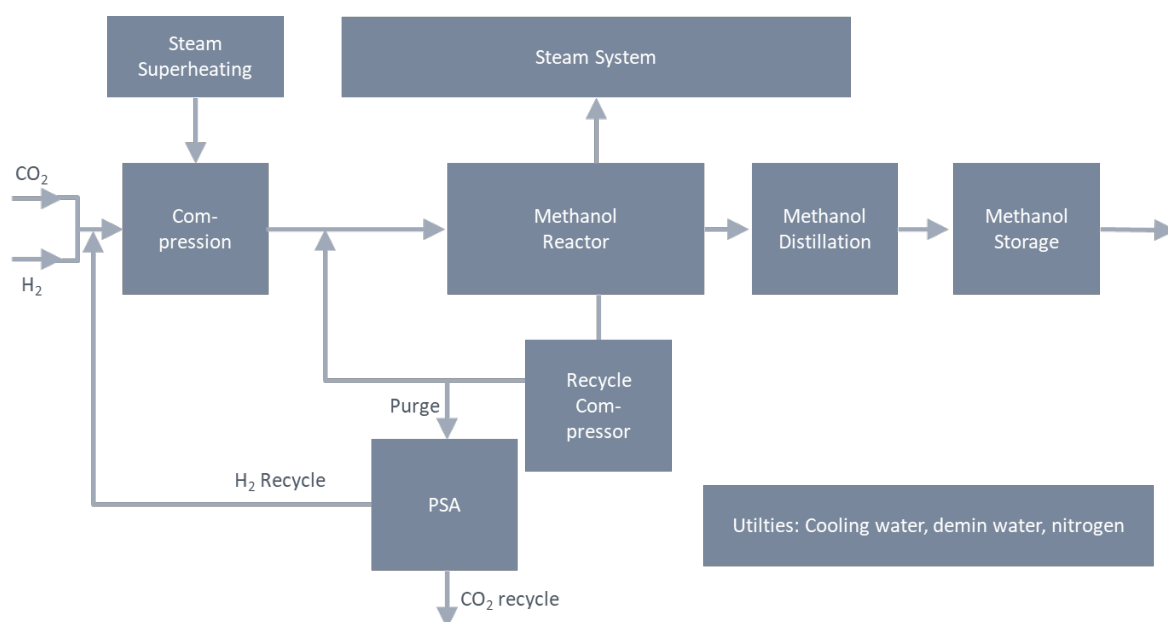 Steam
Superheating
Steam System
CO₂
H₂
Com-
pression
Methanol
Reactor
Methanol
Distillation
Methanol
Storage
Recycle
Com-
pressor
Purge
H₂ Recycle
PSA
Utilties: Cooling water, demin water, nitrogen
CO₂ recycle